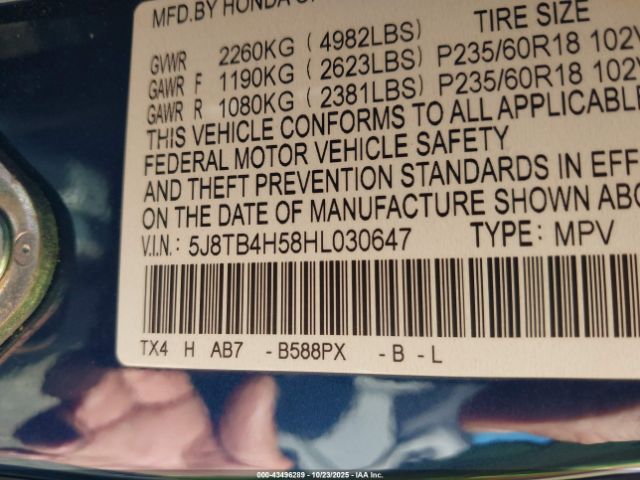 MFD.BY HONDA
TIRE SIZE
GVWR 2260KG (4982LBS)
GAWR F 1190KG (2623LBS) P235/60R18 102V
GAWR R 1080KG (2381LBS) P235/60R18 102V
THIS VEHICLE CONFORMS TO ALL APPLICABLE
FEDERAL MOTOR VEHICLE SAFETY
AND THEFT PREVENTION STANDARDS IN EFF
ON THE DATE OF MANUFACTURE SHOWN ABO
V.I.N.: 5J8TB4H58HL030647 TYPE: MPV
TX4 H AB7 -B588PX -B-L
00-43496289 - 10/23/2025 - IAA Inc.